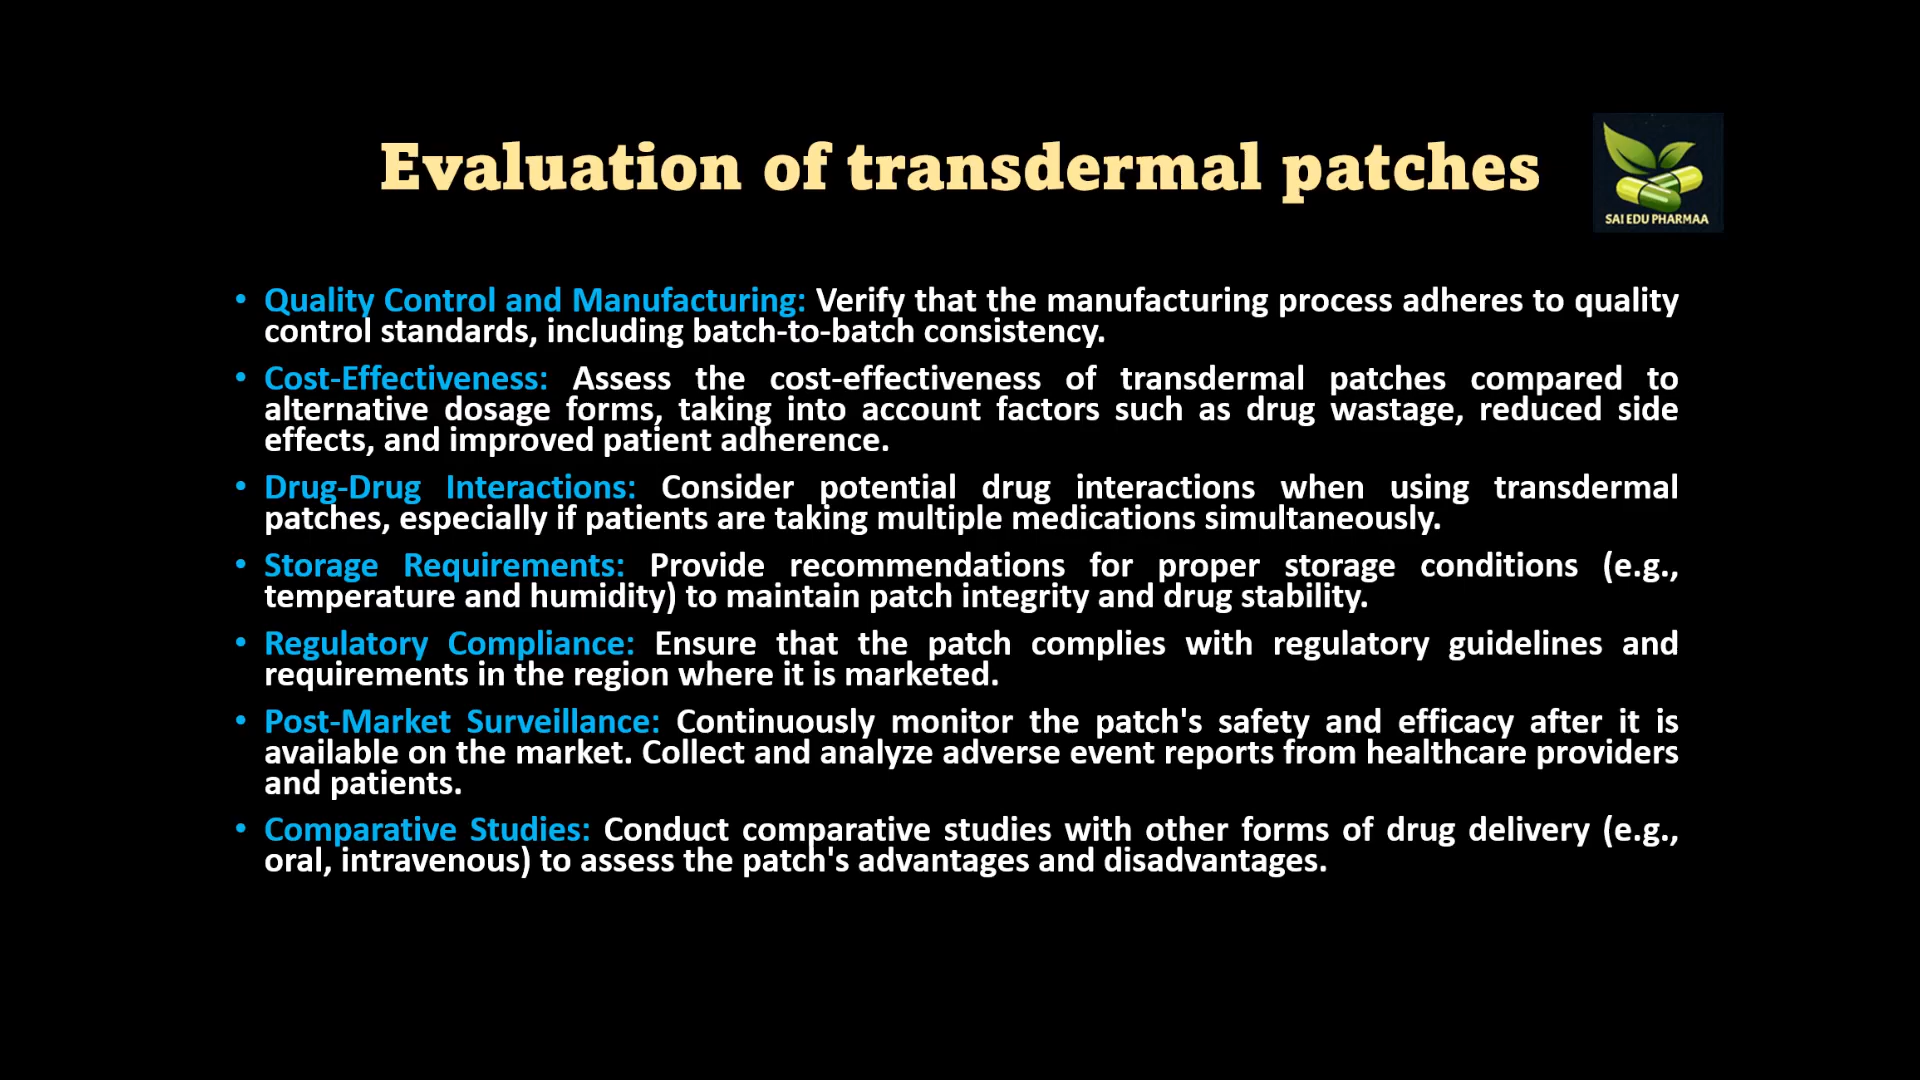 Evaluation of transdermal patches
SAI EDU PHARMAA
• Quality Control and Manufacturing: Verify that the manufacturing process adheres to quality
control standards, including batch-to-batch consistency.
• Cost-Effectiveness: Assess the cost-effectiveness of transdermal patches compared to
alternative dosage forms, taking into account factors such as drug wastage, reduced side
effects, and improved patient adherence.
• Drug-Drug Interactions: Consider potential drug interactions when using transdermal
patches, especially if patients are taking multiple medications simultaneously.
• Storage Requirements: Provide recommendations for proper storage conditions (e.g.,
temperature and humidity) to maintain patch integrity and drug stability.
• Regulatory Compliance: Ensure that the patch complies with regulatory guidelines and
requirements in the region where it is marketed.
• Post-Market Surveillance: Continuously monitor the patch's safety and efficacy after it is
available on the market. Collect and analyze adverse event reports from healthcare providers
and patients.
• Comparative Studies: Conduct comparative studies with other forms of drug delivery (e.g.,
oral, intravenous) to assess the patch's advantages and disadvantages.